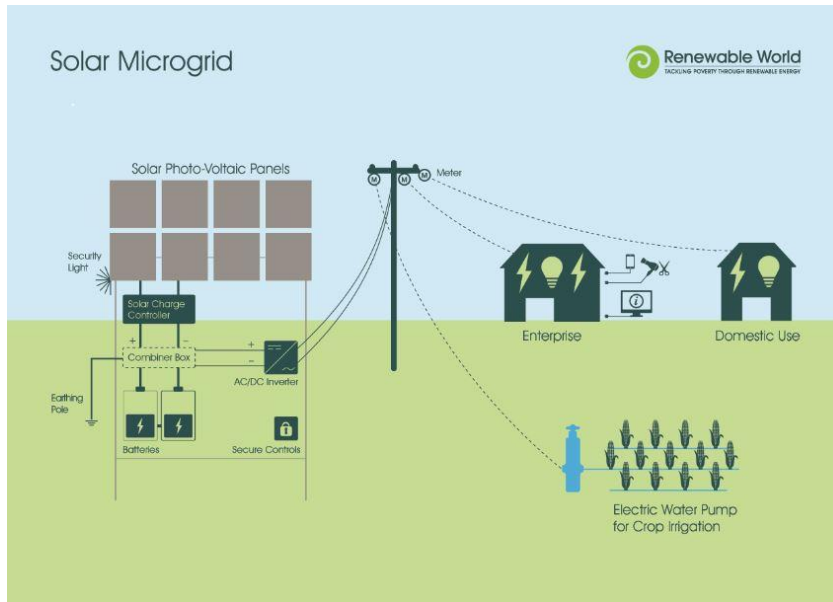 Solar Microgrid
Renewable World
TACKLING POVERTY THROUGH RENEWABLE ENERGY
Solar Photo-Voltaic Panels
M
M
M
Meter
Security
Light
Solar Charge
Controller
+
-
Combiner Box
+
-
AC/DC Inverter
Earthing
Pole
Batteries
Secure Controls
Enterprise
Domestic Use
Electric Water Pump
for Crop Irrigation